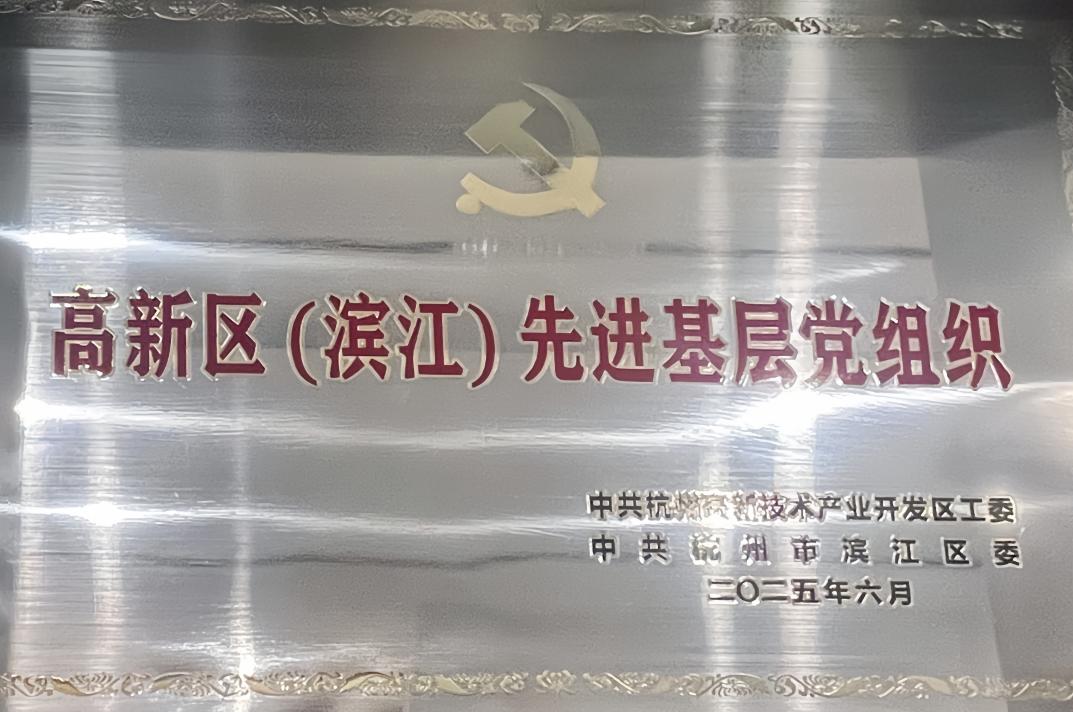 高新区(滨江)先进基层党组织
中共杭州高新技术产业开发区工委
中共杭州市滨江区委
二〇二五年六月